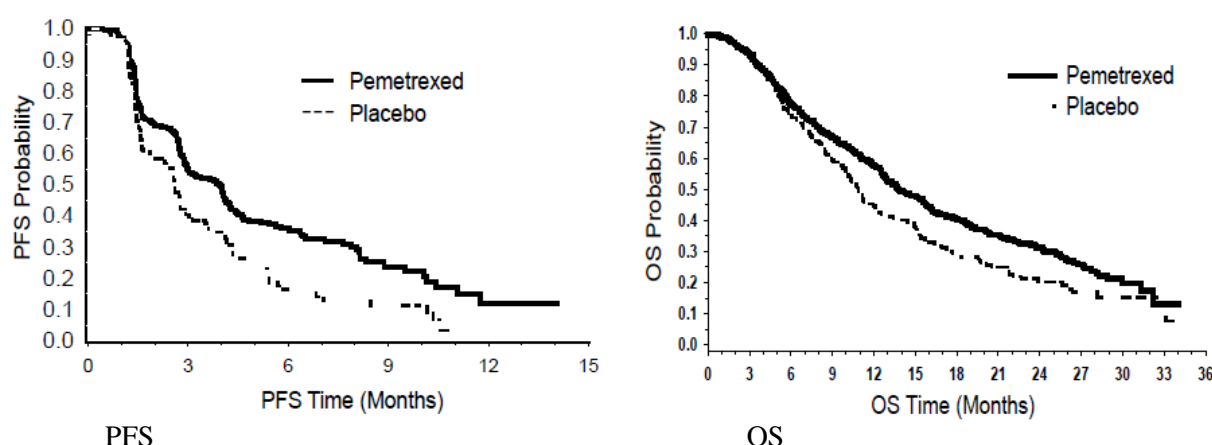 1.0
0.9
0.8
0.7
0.6
0.5
0.4
0.3
0.2
0.1
0.0
PFS Probability
Pemetrexed
Placebo
0 3 6 9 12 15
PFS Time (Months)
PFS
1.0
0.9
0.8
0.7
0.6
0.5
0.4
0.3
0.2
0.1
0.0
OS Probability
Pemetrexed
Placebo
0 3 6 9 12 15 18 21 24 27 30 33 36
OS Time (Months)
OS